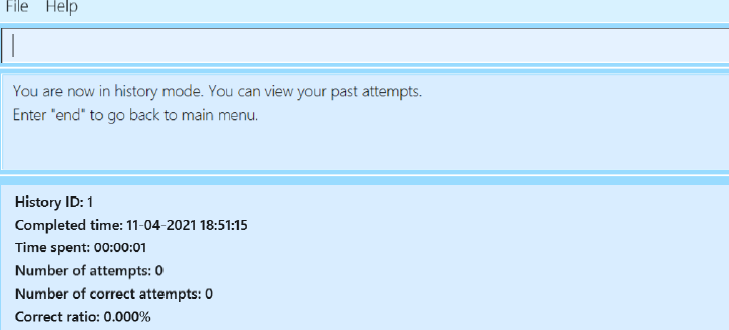 File Help
You are now in history mode. You can view your past attempts.
Enter "end" to go back to main menu.
History ID: 1
Completed time: 11-04-2021 18:51:15
Time spent: 00:00:01
Number of attempts: 0
Number of correct attempts: 0
Correct ratio: 0.000%